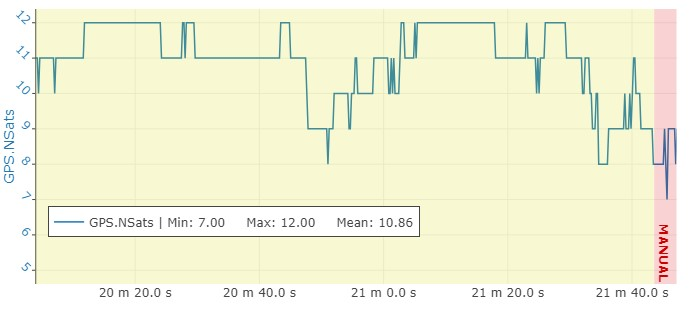 12
11
10
9
8
7
6
5
GPS.NSats
GPS.NSats | Min: 7.00 Max: 12.00 Mean: 10.86
MANUAL
20 m 20.0 s 20 m 40.0 s 21 m 0.0 s 21 m 20.0 s 21 m 40.0 s